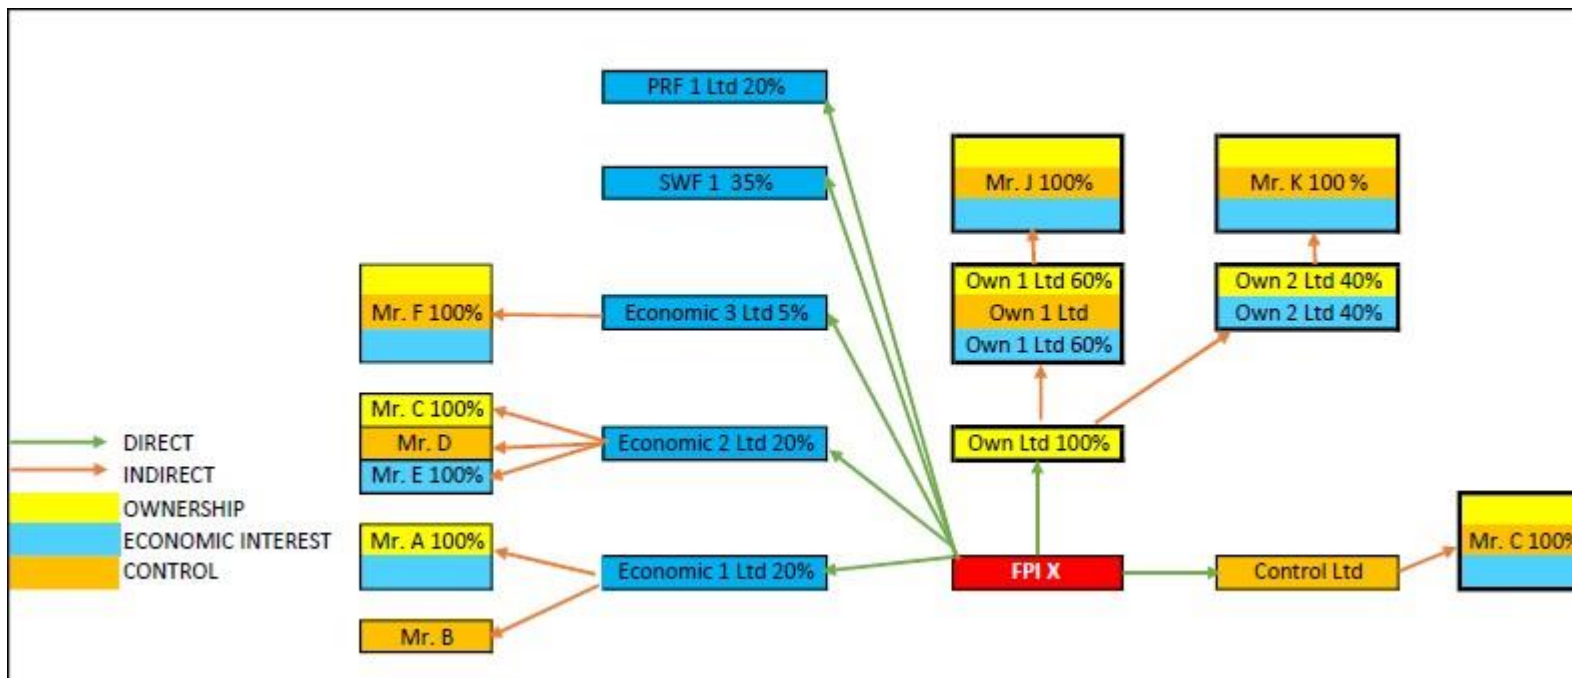 PRF 1 Ltd 20%
SWF 1 35%
Mr. J 100%
Mr. K 100 %
Own 1 Ltd 60%
Own 1 Ltd
Own 1 Ltd 60%
Own 2 Ltd 40%
Own 2 Ltd 40%
Mr. F 100%
Economic 3 Ltd 5%
Mr. C 100%
Mr. D
Mr. E 100%
Economic 2 Ltd 20%
Own Ltd 100%
DIRECT
INDIRECT
OWNERSHIP
ECONOMIC INTEREST
CONTROL
Mr. A 100%
Economic 1 Ltd 20%
FPI X
Control Ltd
Mr. C 100%
Mr. B